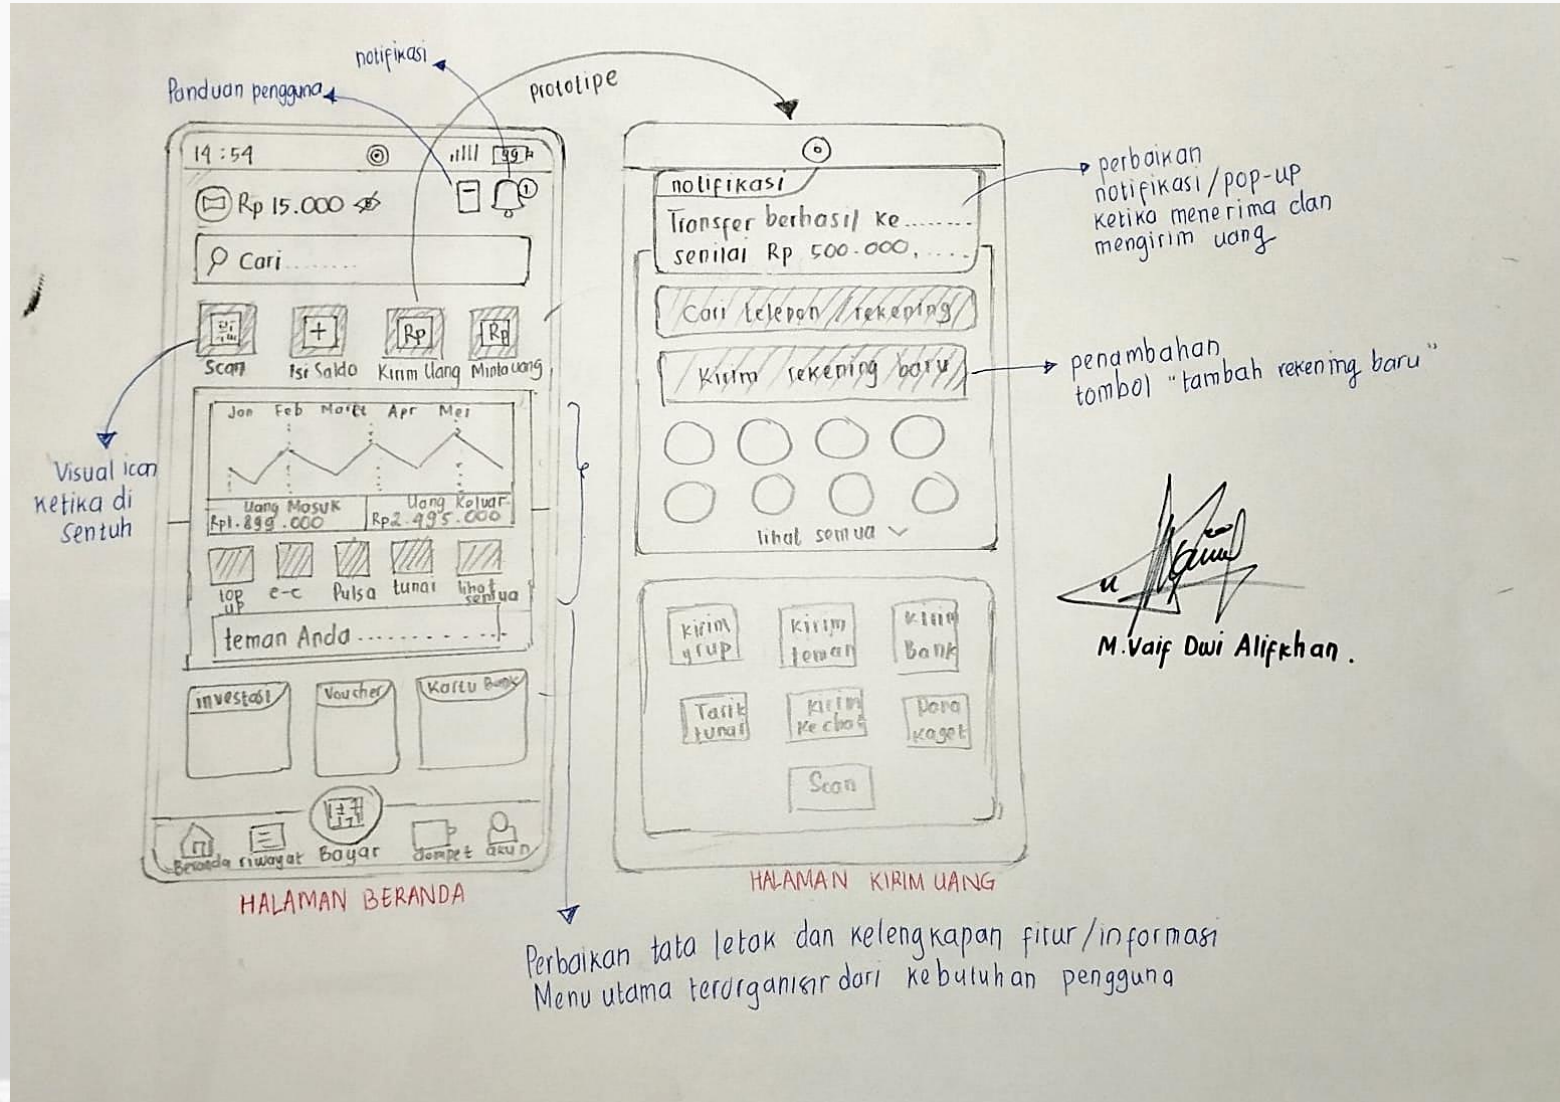 notifikasi
Panduan pengguna
prototipe
14:54
99
Rp 15.000
1
Cari........
Scan
Isi Saldo
Kirim Uang
Minta uang
Rp
Rp
Visual icon
ketika di
sentuh
Jan Feb Maret Apr Mei
Uang Masuk
Rp1.899.000
Uang Keluar
Rp2.495.000
top
up
e-c
Pulsa
tunai
lihat
semua
teman Anda..............
investasi
Voucher
Kartu Bank
Beranda
riwayat
Bayar
dompet
akun
HALAMAN BERANDA
notifikasi
Transfer berhasil ke........
senilai Rp 500.000,....
Cari telepon / rekening
Kirim rekening baru
lihat semua
Kirim
grup
Kirim
teman
Kirim
Bank
Tarik
tunai
Kirim
ke chat
Dana
kaget
Scan
HALAMAN KIRIM UANG
perbaikan
notifikasi/pop-up
ketika menerima dan
mengirim uang
penambahan
tombol "tambah rekening baru"
M.Vaif Dwi Alifkhan.
Perbaikan tata letak dan kelengkapan fitur/informasi
Menu utama terorganisir dari kebutuhan pengguna